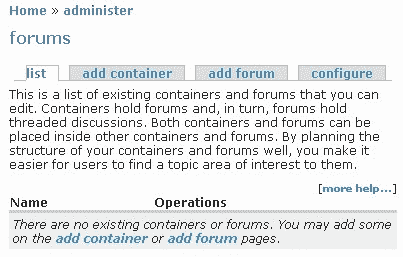 Home » administer
forums
list add container add forum configure
This is a list of existing containers and forums that you can
edit. Containers hold forums and, in turn, forums hold
threaded discussions. Both containers and forums can be
placed inside other containers and forums. By planning the
structure of your containers and forums well, you make it
easier for users to find a topic area of interest to them.
[more help...]
Name Operations
There are no existing containers or forums. You may add some
on the add container or add forum pages.